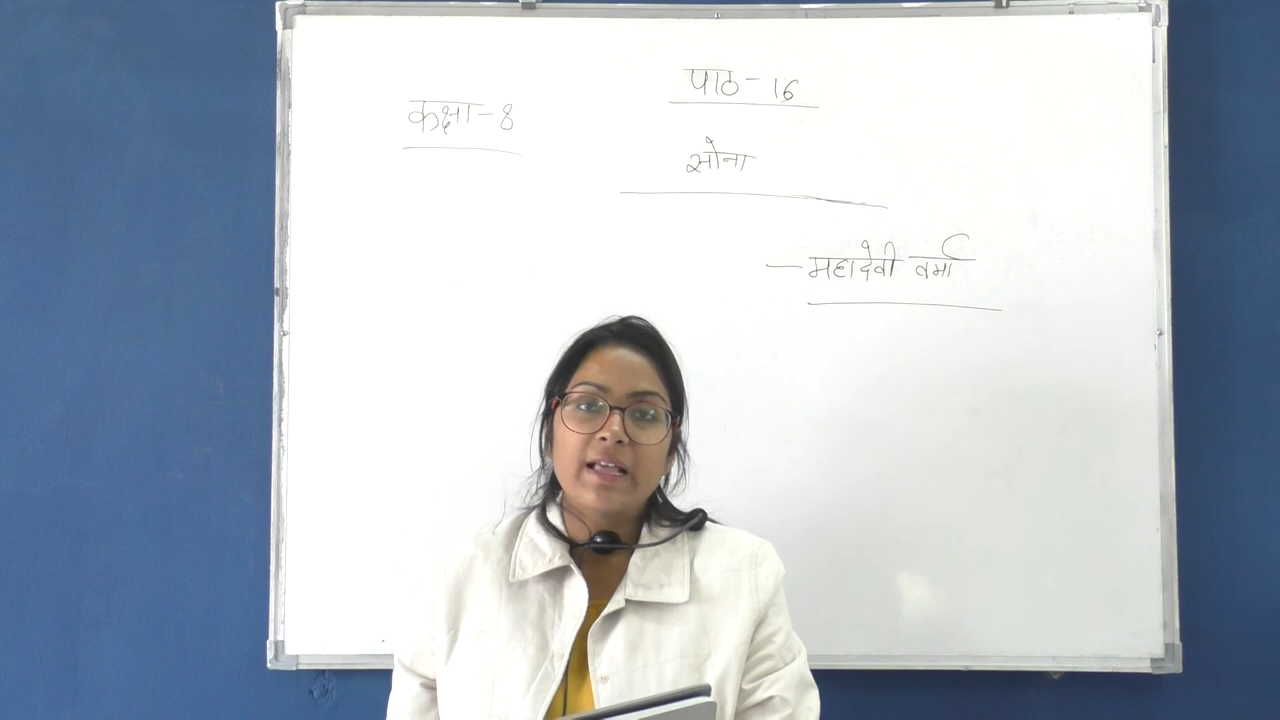 पाठ - 16
कक्षा - 8
सोना
- महादेवी वर्मा